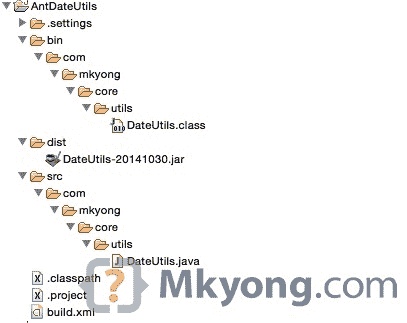 AntDateUtils
.settings
bin
com
mkyong
core
utils
DateUtils.class
dist
DateUtils-20141030.jar
src
com
mkyong
core
utils
DateUtils.java
.classpath
.project
build.xml
Mkyong.com